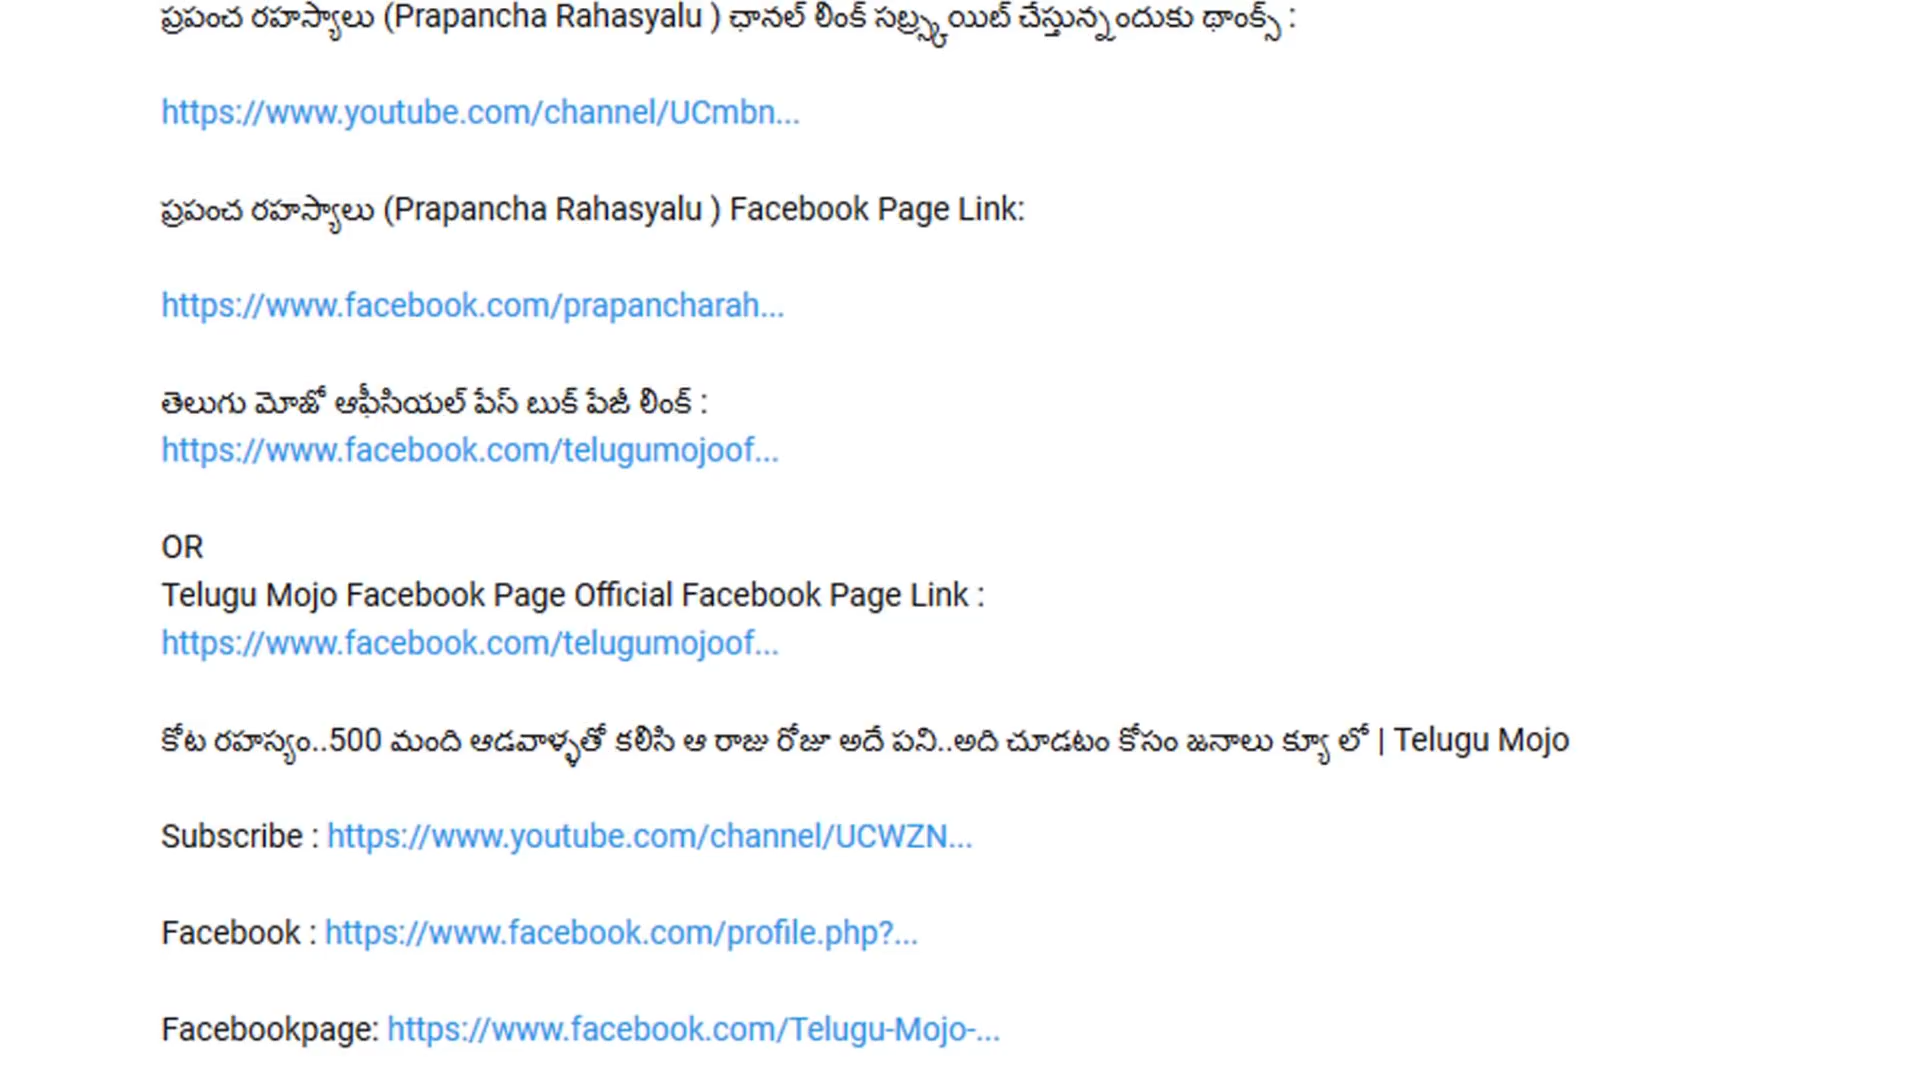 ప్రపంచ రహస్యాలు (Prapancha Rahasyalu ) ఛానల్ లింక్ సబ్స్క్రయిట్ చేస్తున్నందుకు థాంక్స్ :
https://www.youtube.com/channel/UCmbn...
ప్రపంచ రహస్యాలు (Prapancha Rahasyalu ) Facebook Page Link:
https://www.facebook.com/prapancharah...
తెలుగు మోజో ఆఫీసియల్ పేస్ బుక్ పేజీ లింక్ :
https://www.facebook.com/telugumojoof...
OR
Telugu Mojo Facebook Page Official Facebook Page Link :
https://www.facebook.com/telugumojoof...
కోట రహస్యం..500 మంది ఆడవాళ్ళతో కలిసి ఆ రాజు రోజూ అదే పని..అది చూడటం కోసం జనాలు క్యూ లో | Telugu Mojo
Subscribe : https://www.youtube.com/channel/UCWZN...
Facebook : https://www.facebook.com/profile.php?...
Facebookpage: https://www.facebook.com/Telugu-Mojo-...